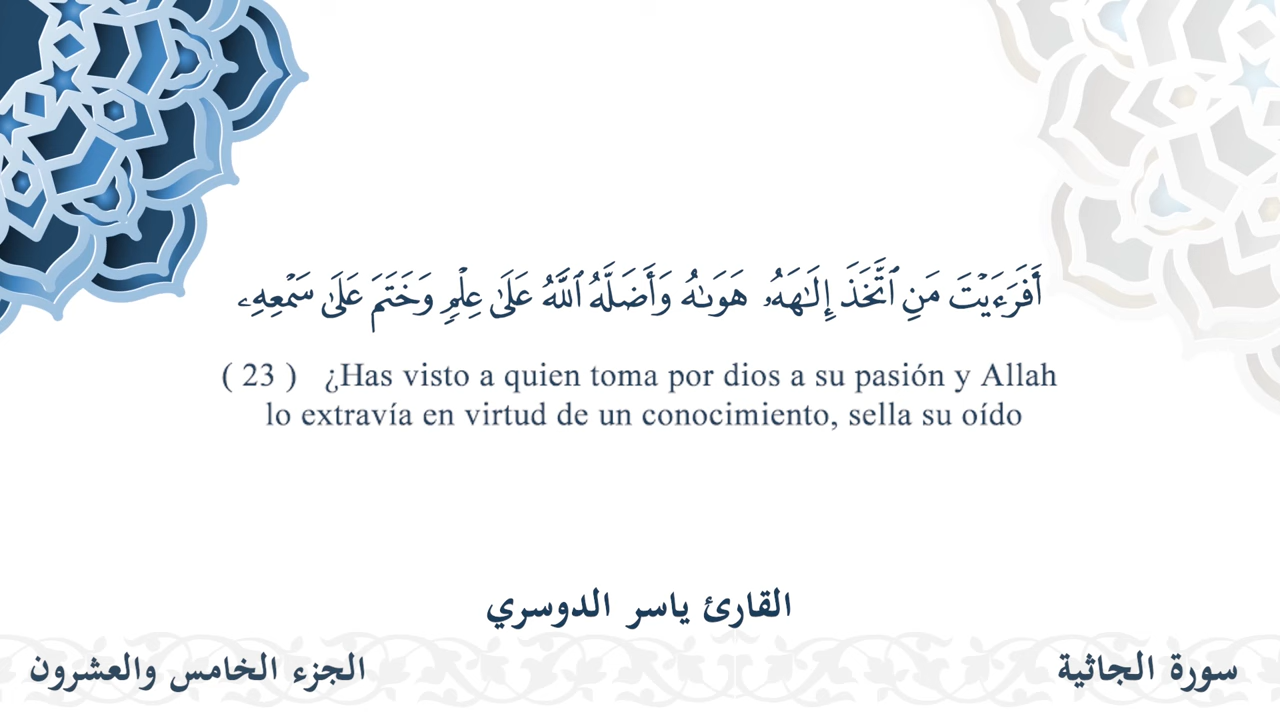 أَفَرَءَيْتَ مَنِ ٱتَّخَذَ إِلَٰهَهُۥ هَوَىٰهُ وَأَضَلَّهُ ٱللَّهُ عَلَىٰ عِلْمٍۢ وَخَتَمَ عَلَىٰ سَمْعِهِۦ
( 23 ) ¿Has visto a quien toma por dios a su pasión y Allah
lo extravía en virtud de un conocimiento, sella su oído
القارئ ياسر الدوسري
سورة الجاثية
الجزء الخامس والعشرون